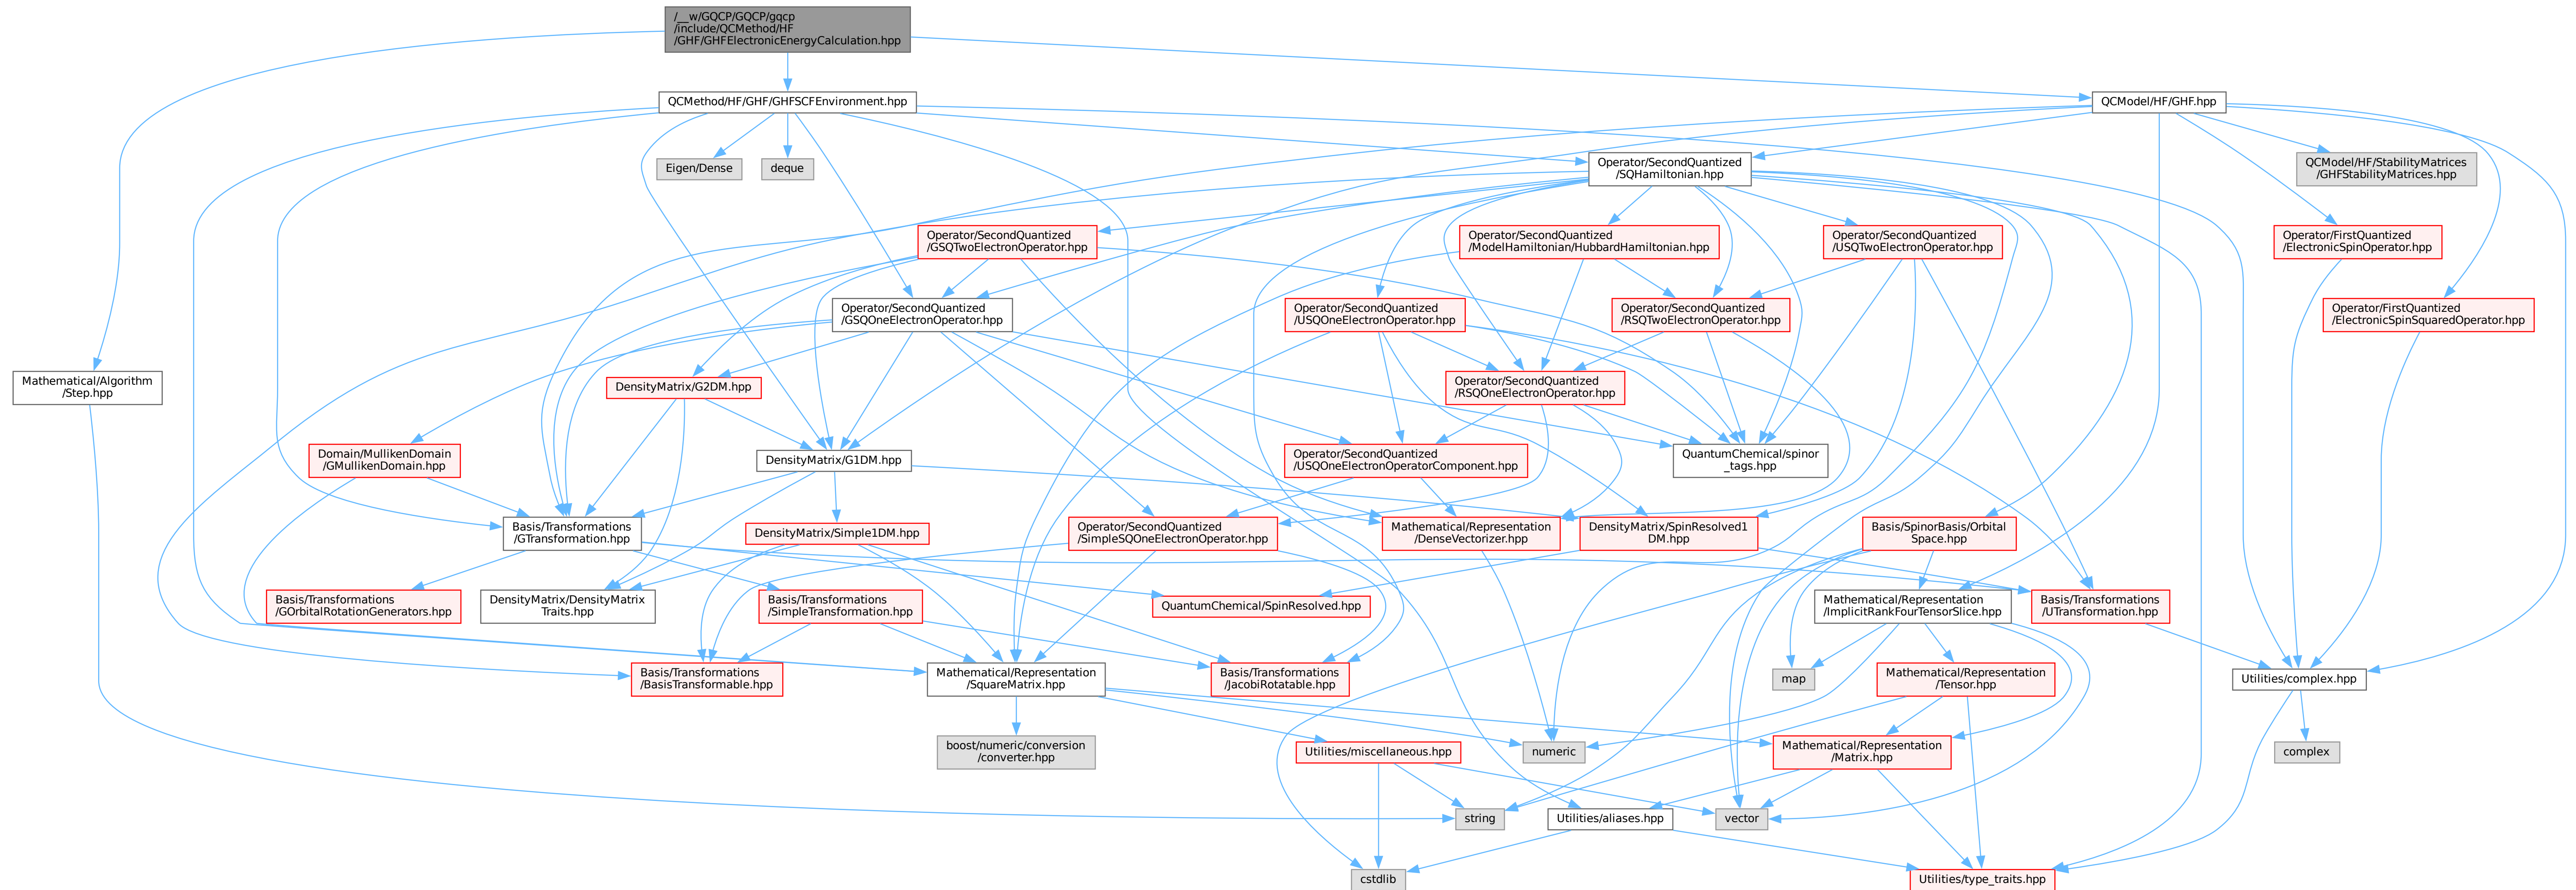 /__w/GQCP/GQCP/gqcp
/include/QCMethod/HF
/GHF/GHFElectronicEnergyCalculation.hpp
QCMethod/HF/GHF/GHFSCFEnvironment.hpp
QCModel/HF/GHF.hpp
Eigen/Dense
deque
Operator/SecondQuantized
/SQHamiltonian.hpp
QCModel/HF/StabilityMatrices
/GHFStabilityMatrices.hpp
Operator/SecondQuantized
/GSQTwoElectronOperator.hpp
Operator/SecondQuantized
/ModelHamiltonian/HubbardHamiltonian.hpp
Operator/SecondQuantized
/USQTwoElectronOperator.hpp
Operator/FirstQuantized
/ElectronicSpinOperator.hpp
Operator/SecondQuantized
/GSQOneElectronOperator.hpp
Operator/SecondQuantized
/USQOneElectronOperator.hpp
Operator/SecondQuantized
/RSQTwoElectronOperator.hpp
Operator/FirstQuantized
/ElectronicSpinSquaredOperator.hpp
Mathematical/Algorithm
/Step.hpp
DensityMatrix/G2DM.hpp
Operator/SecondQuantized
/RSQOneElectronOperator.hpp
Domain/MullikenDomain
/GMullikenDomain.hpp
DensityMatrix/G1DM.hpp
Operator/SecondQuantized
/USQOneElectronOperatorComponent.hpp
QuantumChemical/spinor
_tags.hpp
Basis/Transformations
/GTransformation.hpp
DensityMatrix/Simple1DM.hpp
Operator/SecondQuantized
/SimpleSQOneElectronOperator.hpp
Mathematical/Representation
/DenseVectorizer.hpp
DensityMatrix/SpinResolved1
DM.hpp
Basis/SpinorBasis/Orbital
Space.hpp
Basis/Transformations
/GOrbitalRotationGenerators.hpp
DensityMatrix/DensityMatrix
Traits.hpp
Basis/Transformations
/SimpleTransformation.hpp
QuantumChemical/SpinResolved.hpp
Mathematical/Representation
/ImplicitRankFourTensorSlice.hpp
Basis/Transformations
/UTransformation.hpp
Basis/Transformations
/BasisTransformable.hpp
Mathematical/Representation
/SquareMatrix.hpp
Basis/Transformations
/JacobiRotatable.hpp
map
Mathematical/Representation
/Tensor.hpp
Utilities/complex.hpp
boost/numeric/conversion
/converter.hpp
Utilities/miscellaneous.hpp
numeric
Mathematical/Representation
/Matrix.hpp
complex
string
Utilities/aliases.hpp
vector
cstdlib
Utilities/type_traits.hpp